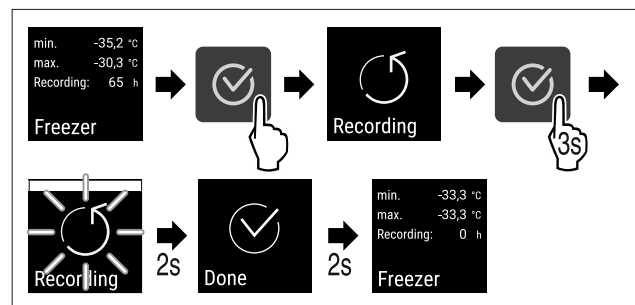 min. -35,2 °C
max. -30,3 °C
Recording: 65 h
Freezer
Recording
3s
Recording
2s
Done
2s
min. -33,3 °C
max. -33,3 °C
Recording: 0 h
Freezer